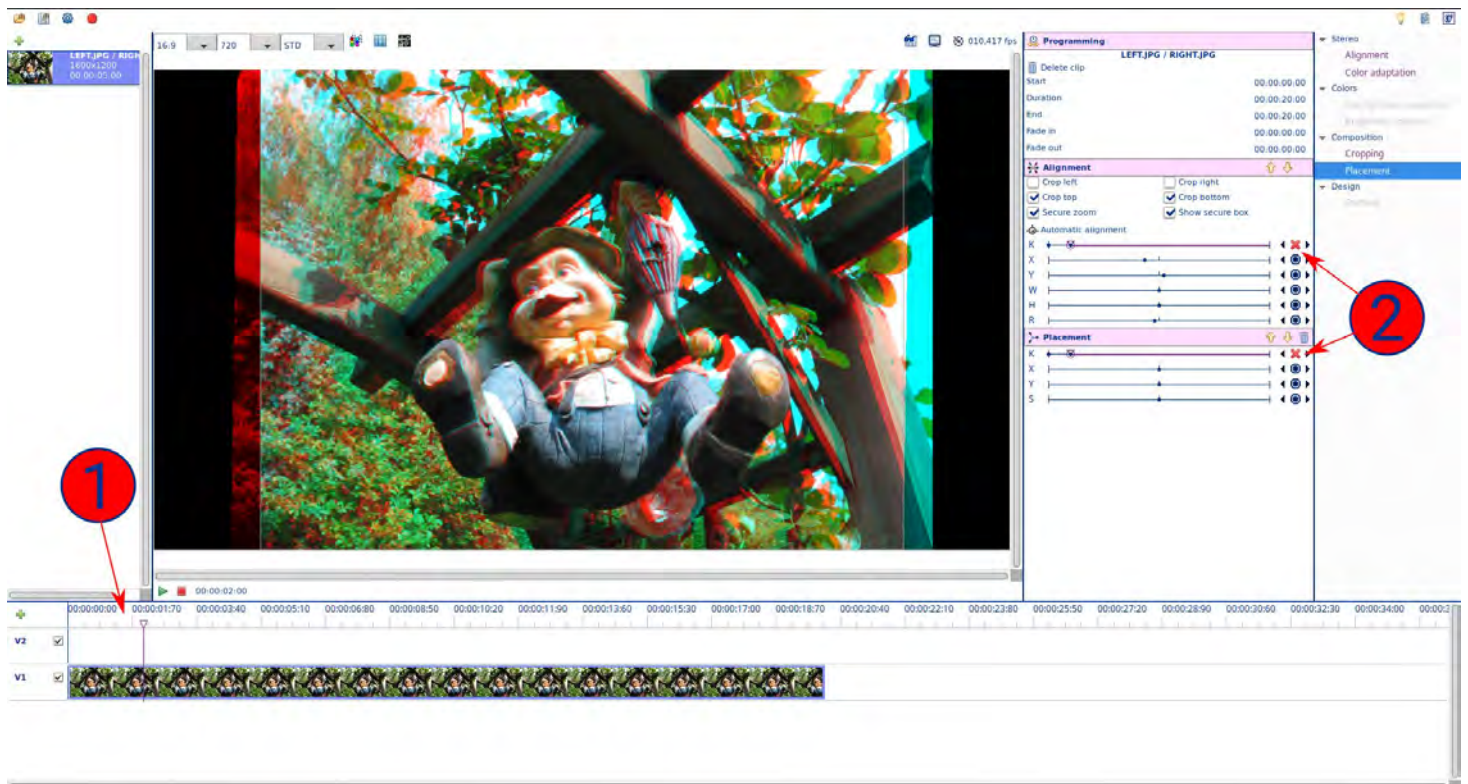 16:9 720 STD 010,417 fps
LEFT.JPG / RIGH
1600x1200
00:00:05:00
Programming
LEFT.JPG / RIGHT.JPG
Delete clip
Start 00:00:00:00
Duration 00:00:20:00
End 00:00:20:00
Fade in 00:00:00:00
Fade out 00:00:00:00
Alignment
Crop left Crop right
Crop top Crop bottom
Secure zoom Show secure box
Automatic alignment
K
X
Y
W
H
R
Placement
K
X
Y
S
Stereo
Alignment
Color adaptation
Colors
Composition
Cropping
Placement
Design
1
2
00:00:02:00
00:00:00:00 00:00:01:70 00:00:03:40 00:00:05:10 00:00:06:80 00:00:08:50 00:00:10:20 00:00:11:90 00:00:13:60 00:00:15:30 00:00:17:00 00:00:18:70 00:00:20:40 00:00:22:10 00:00:23:80 00:00:25:50 00:00:27:20 00:00:28:90 00:00:30:60 00:00:32:30 00:00:34:00 00:00:3
V2
V1